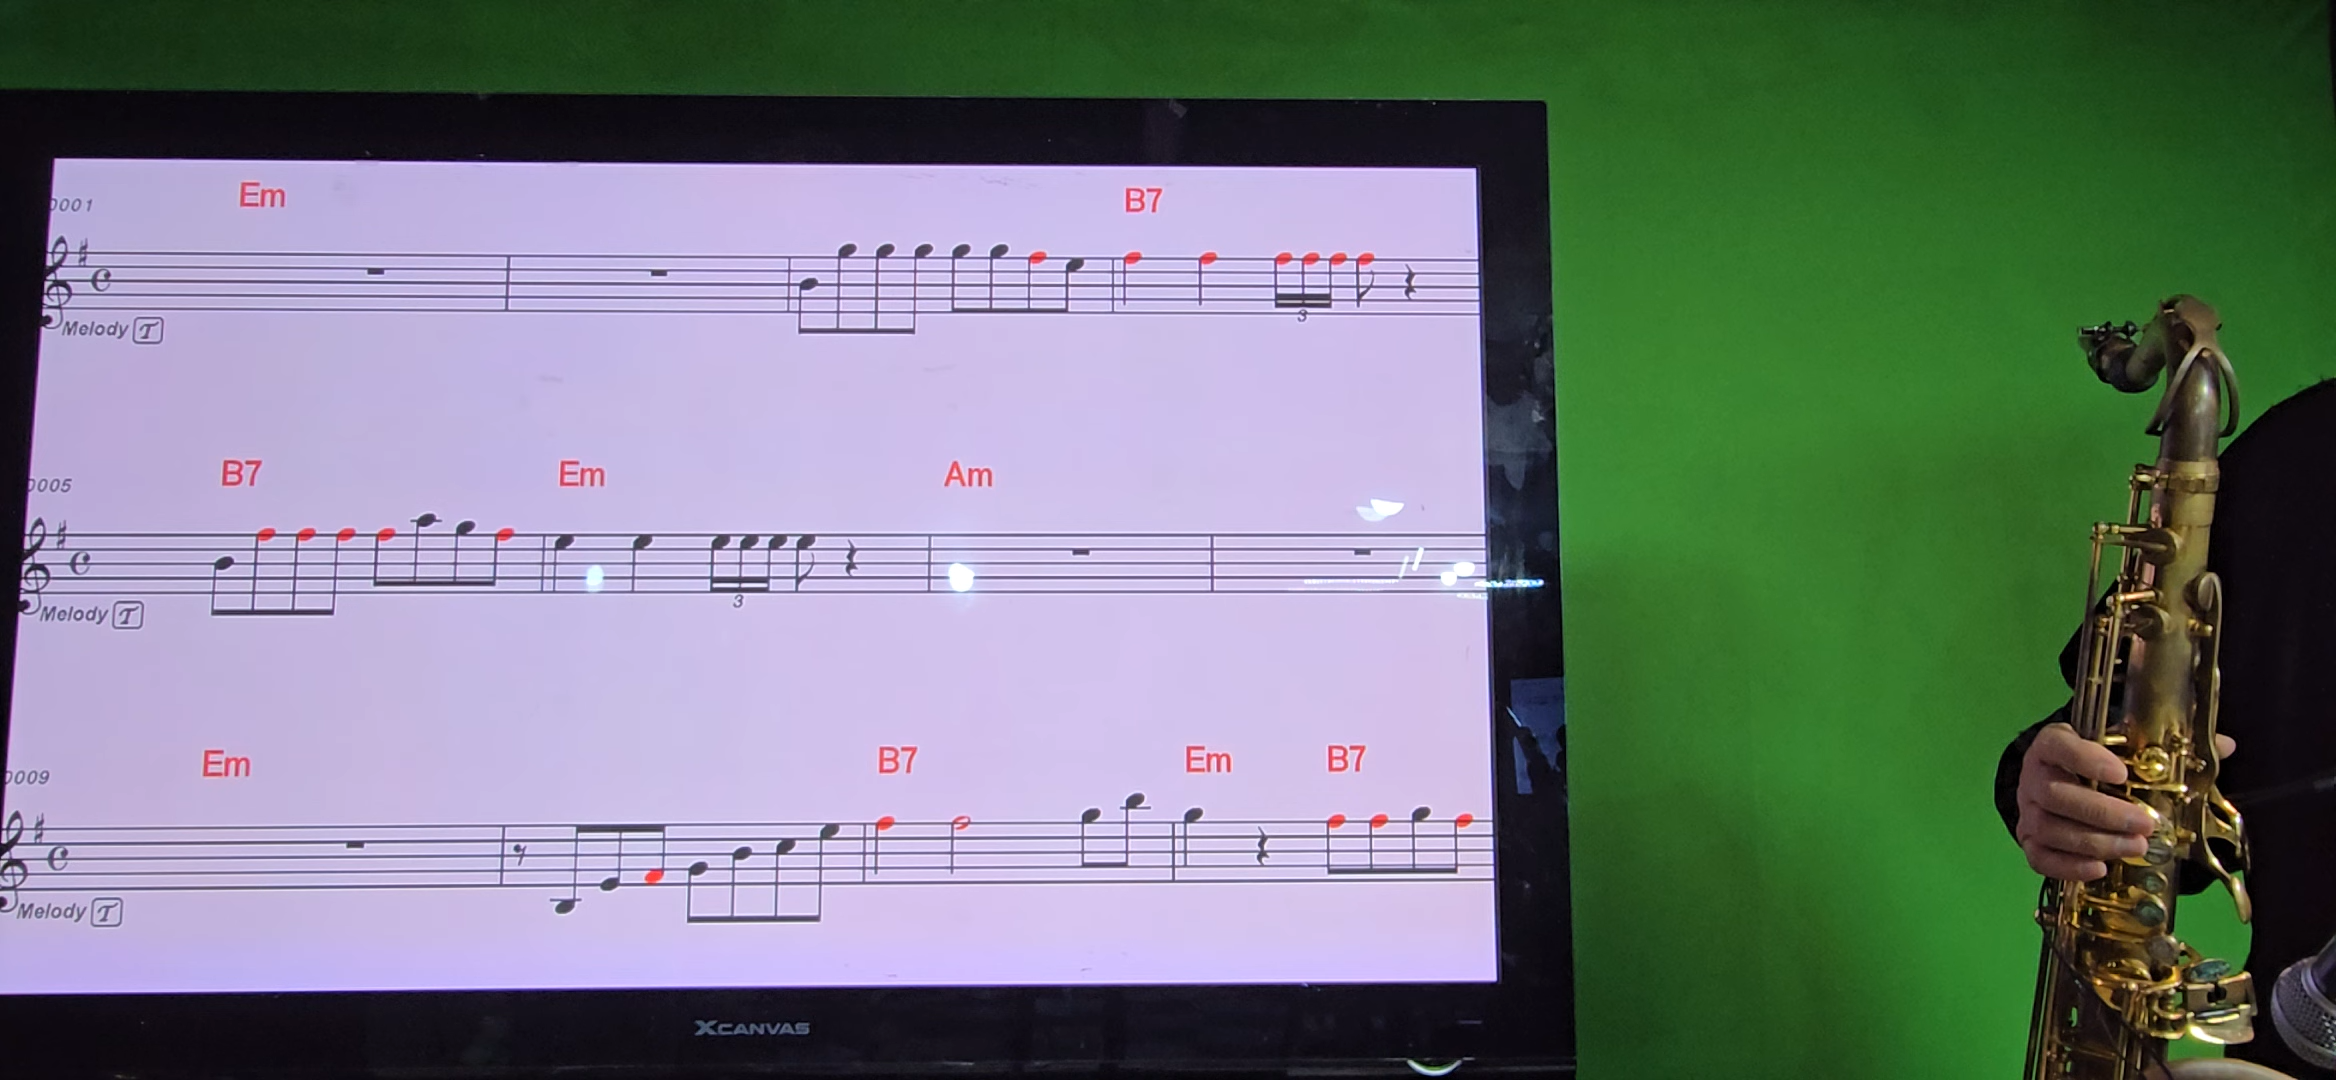 Em B7
0001
Melody T
3
B7 Em Am
0005
Melody T
3
Em B7 Em B7
0009
Melody T
XCANVAS